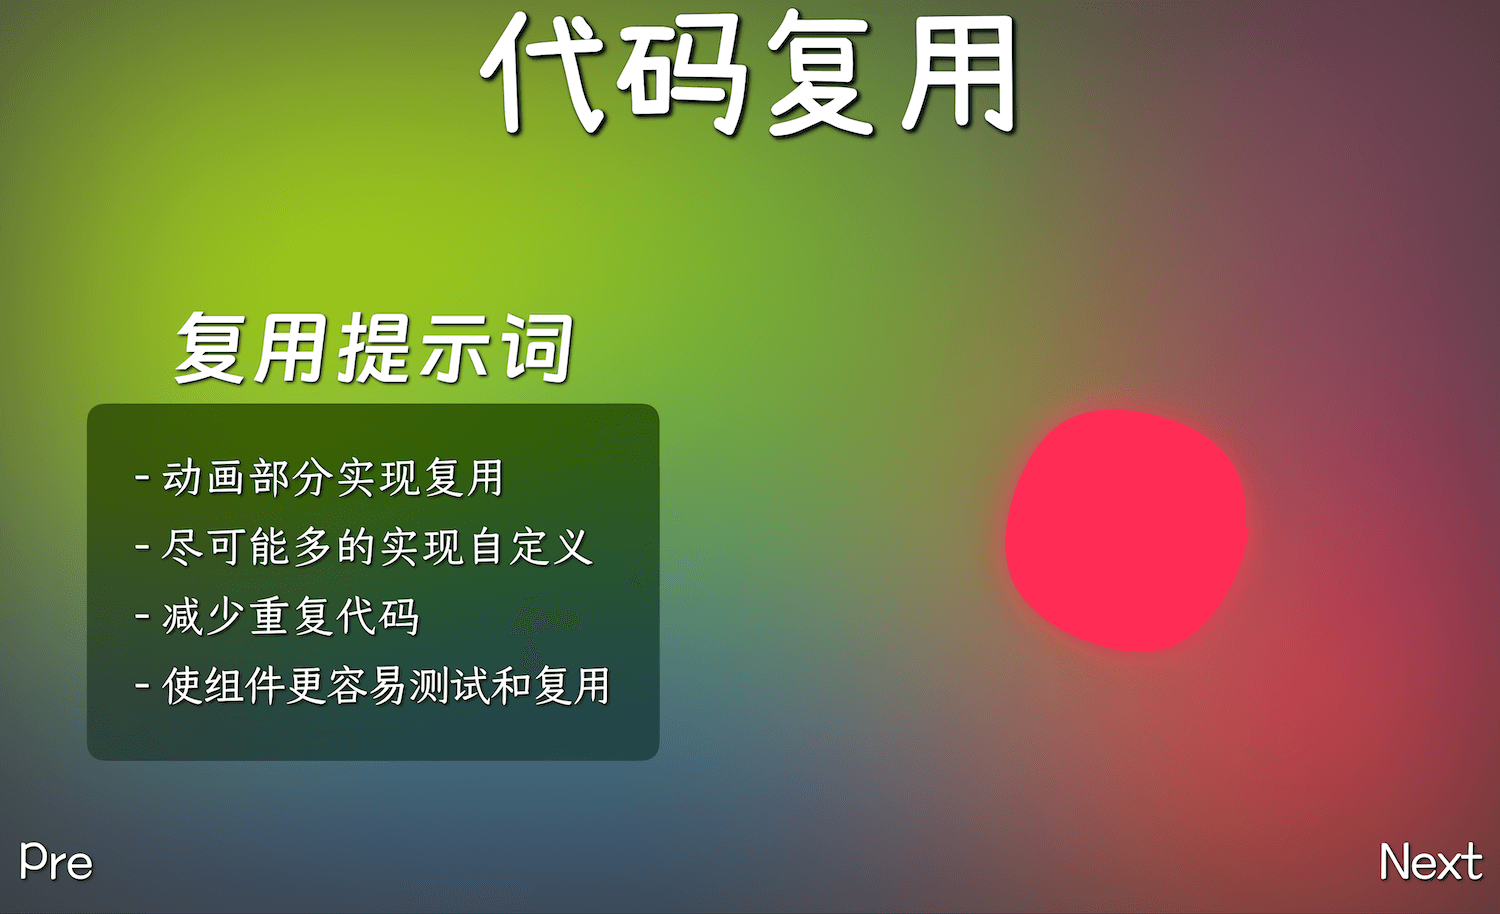 代码复用
复用提示词
- 动画部分实现复用
- 尽可能多的实现自定义
- 减少重复代码
- 使组件更容易测试和复用
Pre
Next